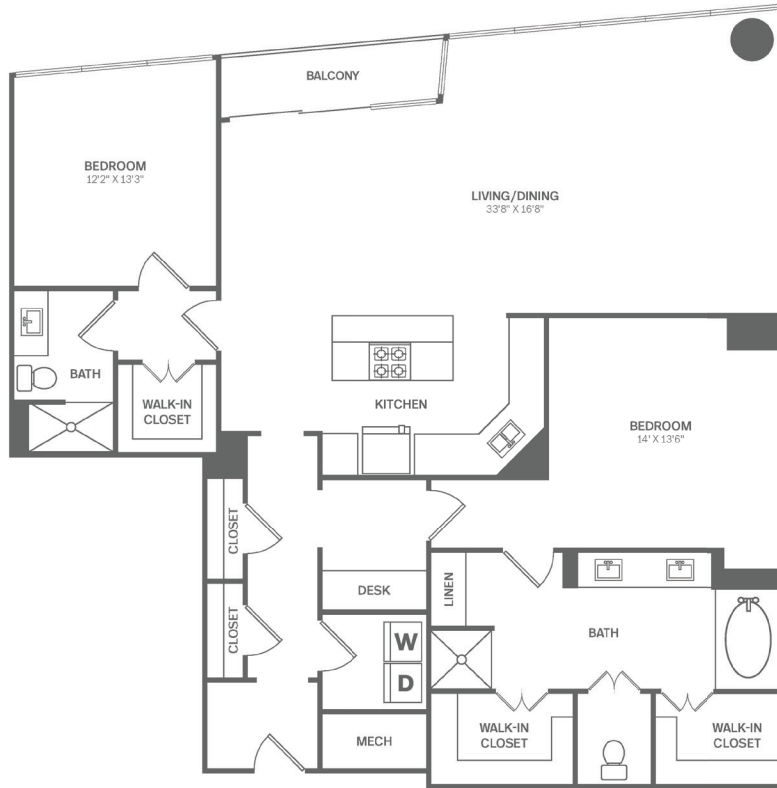 BALCONY
BEDROOM
12'2" X 13'3"
LIVING/DINING
33'8" X 16'8"
BATH
WALK-IN
CLOSET
KITCHEN
BEDROOM
14' X 13'6"
CLOSET
DESK
LINEN
CLOSET
BATH
W
D
MECH
WALK-IN
CLOSET
WALK-IN
CLOSET